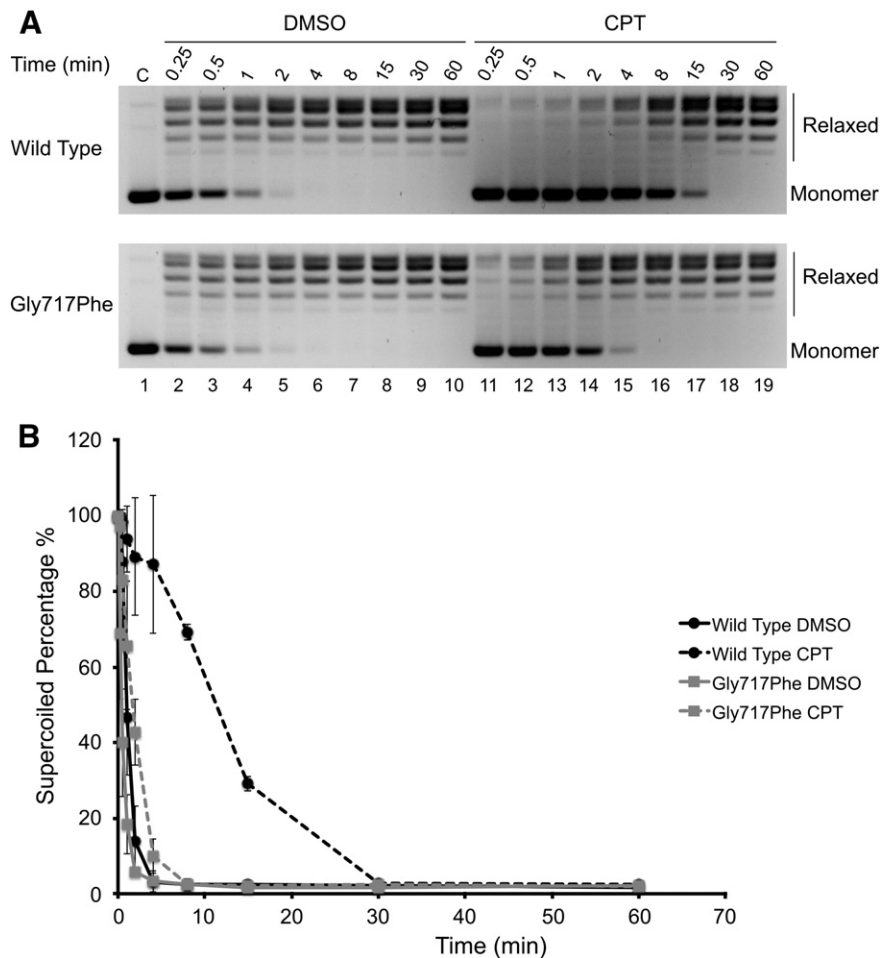 A
DMSO CPT
Time (min) C 0.25 0.5 1 2 4 8 15 30 60 0.25 0.5 1 2 4 8 15 30 60
Wild Type
Relaxed
Monomer
Gly717Phe
Relaxed
Monomer
1 2 3 4 5 6 7 8 9 10 11 12 13 14 15 16 17 18 19
B
Supercoiled Percentage %
120
100
80
60
40
20
0
0 10 20 30 40 50 60 70
Time (min)
Wild Type DMSO
Wild Type CPT
Gly717Phe DMSO
Gly717Phe CPT